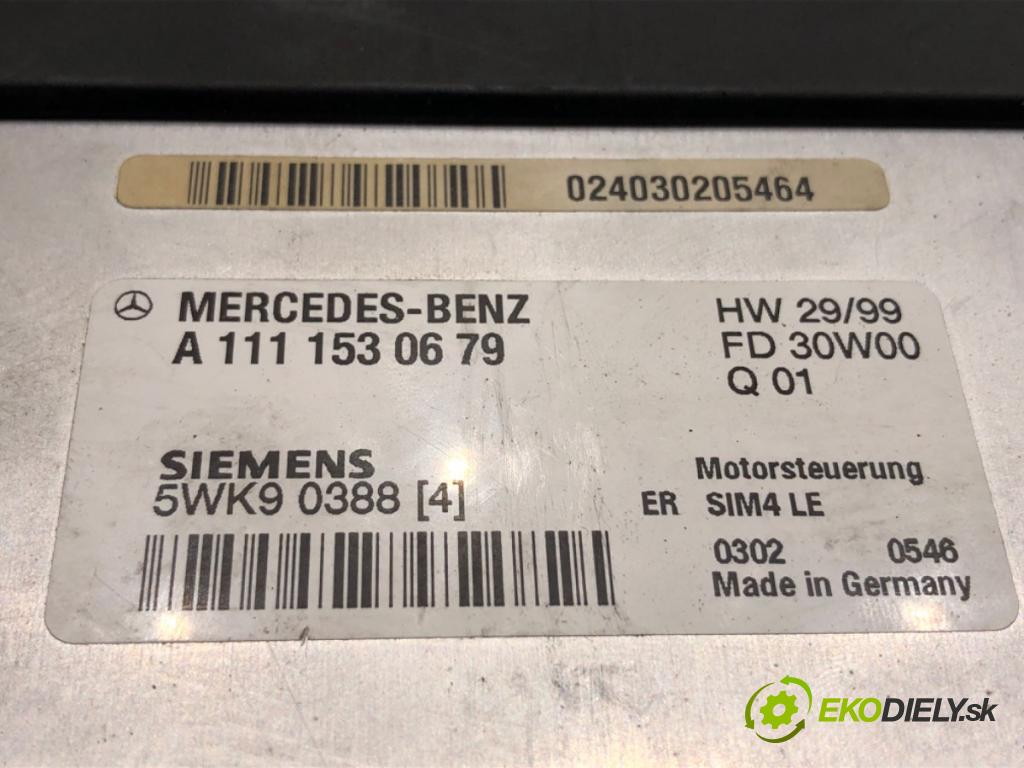 024030205464
MERCEDES-BENZ
A 111 153 06 79
HW 29/99
FD 30W00
Q 01
SIEMENS
5WK9 0388 [4]
Motorsteuerung
ER SIM4 LE
0302 0546
Made in Germany
EKODIELY.sk